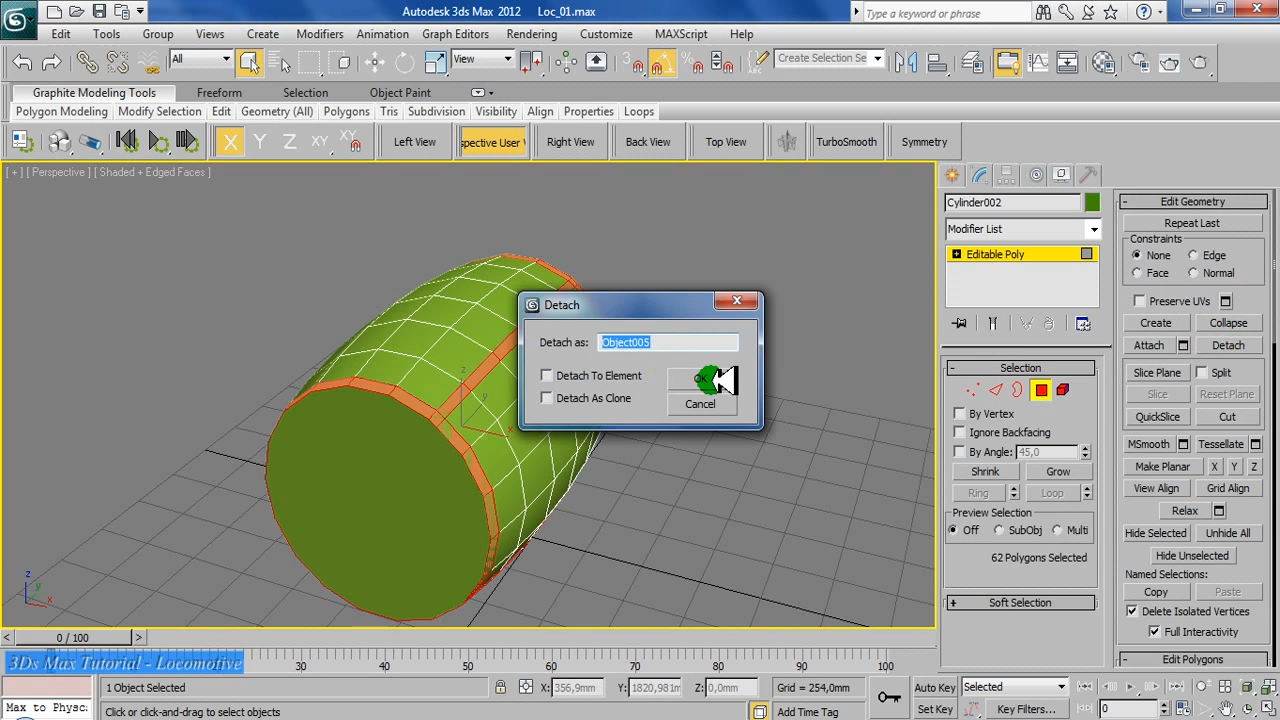 Autodesk 3ds Max 2012 Loc_01.max
Type a keyword or phrase
Edit Tools Group Views Create Modifiers Animation Graph Editors Rendering Customize MAXScript Help
All
View
Create Selection Se
Graphite Modeling Tools Freeform Selection Object Paint
Polygon Modeling Modify Selection Edit Geometry (All) Polygons Tris Subdivision Visibility Align Properties Loops
X Y Z XY XY Left View spective User Right View Back View Top View TurboSmooth Symmetry
[ + ] [ Perspective ] [ Shaded + Edged Faces ]
Detach
Detach as: Object005
Detach To Element
OK
Detach As Clone
Cancel
z
y
x
z
y
x
Cylinder002
Modifier List
Editable Poly
Selection
By Vertex
Ignore Backfacing
By Angle: 45,0
Shrink Grow
Ring Loop
Preview Selection
Off SubObj Multi
62 Polygons Selected
Soft Selection
Edit Geometry
Repeat Last
Constraints
None Edge
Face Normal
Preserve UVs
Create Collapse
Attach Detach
Slice Plane Split
Slice Reset Plane
QuickSlice Cut
MSmooth Tessellate
Make Planar X Y Z
View Align Grid Align
Relax
Hide Selected Unhide All
Hide Unselected
Named Selections:
Copy Paste
Delete Isolated Vertices
Full Interactivity
Edit Polygons
< 0 / 100 >
3Ds Max Tutorial - Locomotive
30 40 50 60 70 80 90 100
1 Object Selected X: 356,9mm Y: 1820,981m Z: 0,0mm Grid = 254,0mm Auto Key Selected
Max to Physc
Click or click-and-drag to select objects Add Time Tag Set Key Key Filters... 0